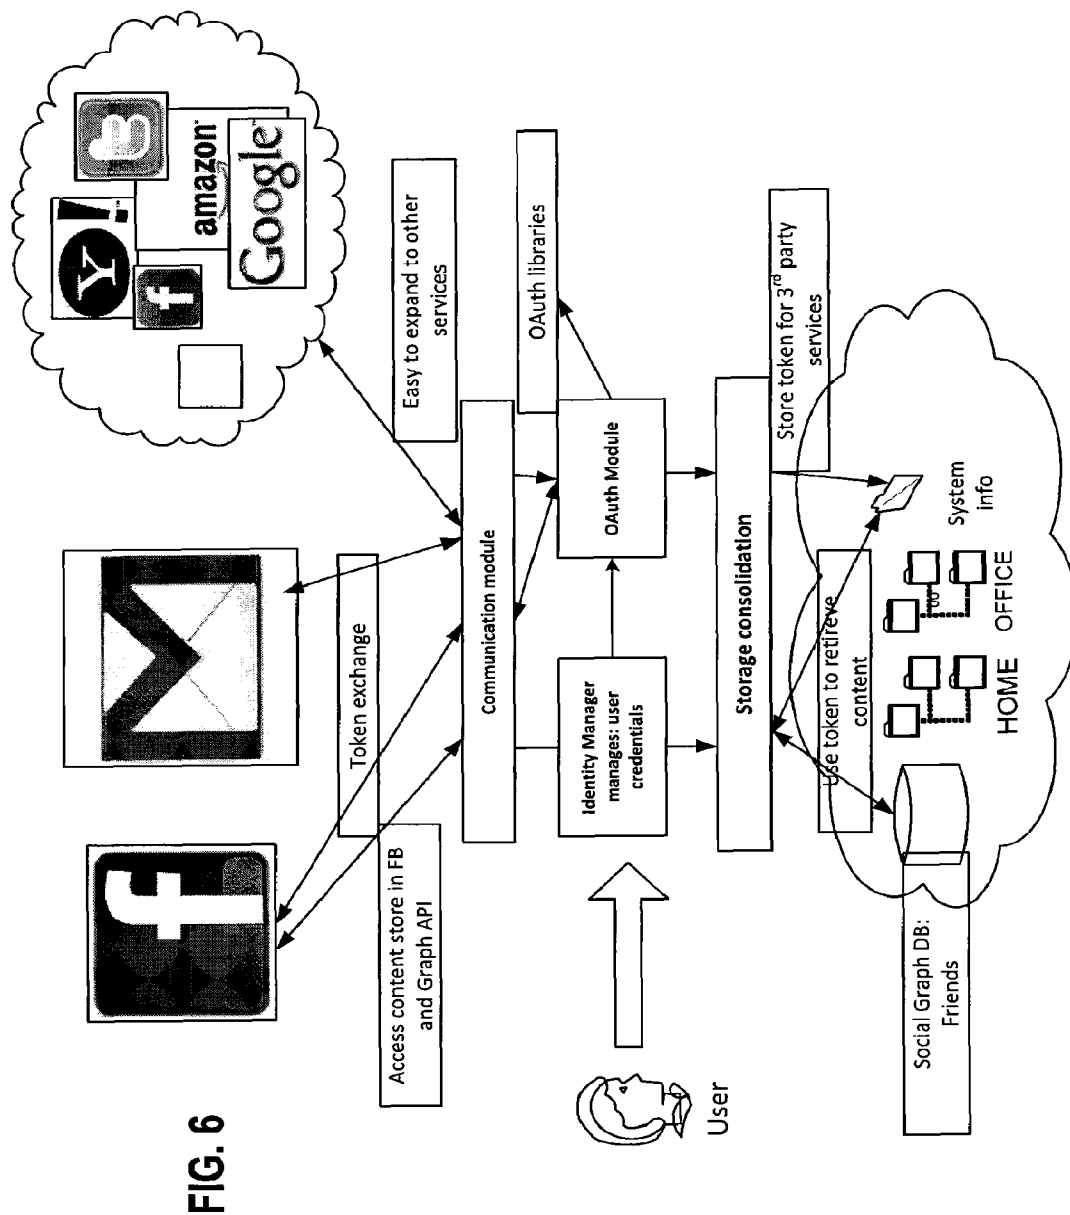 Y!
f
amazon
Google™
f
Token exchange
Access content store in FB
and Graph API
Easy to expand to other
services
Communication module
OAuth libraries
User
Identity Manager
manages: user
credentials
OAuth Module
Storage consolidation
Store token for 3rd party
services
Use token to retireve
content
Social Graph DB:
Friends
HOME
OFFICE
System
info
FIG. 6